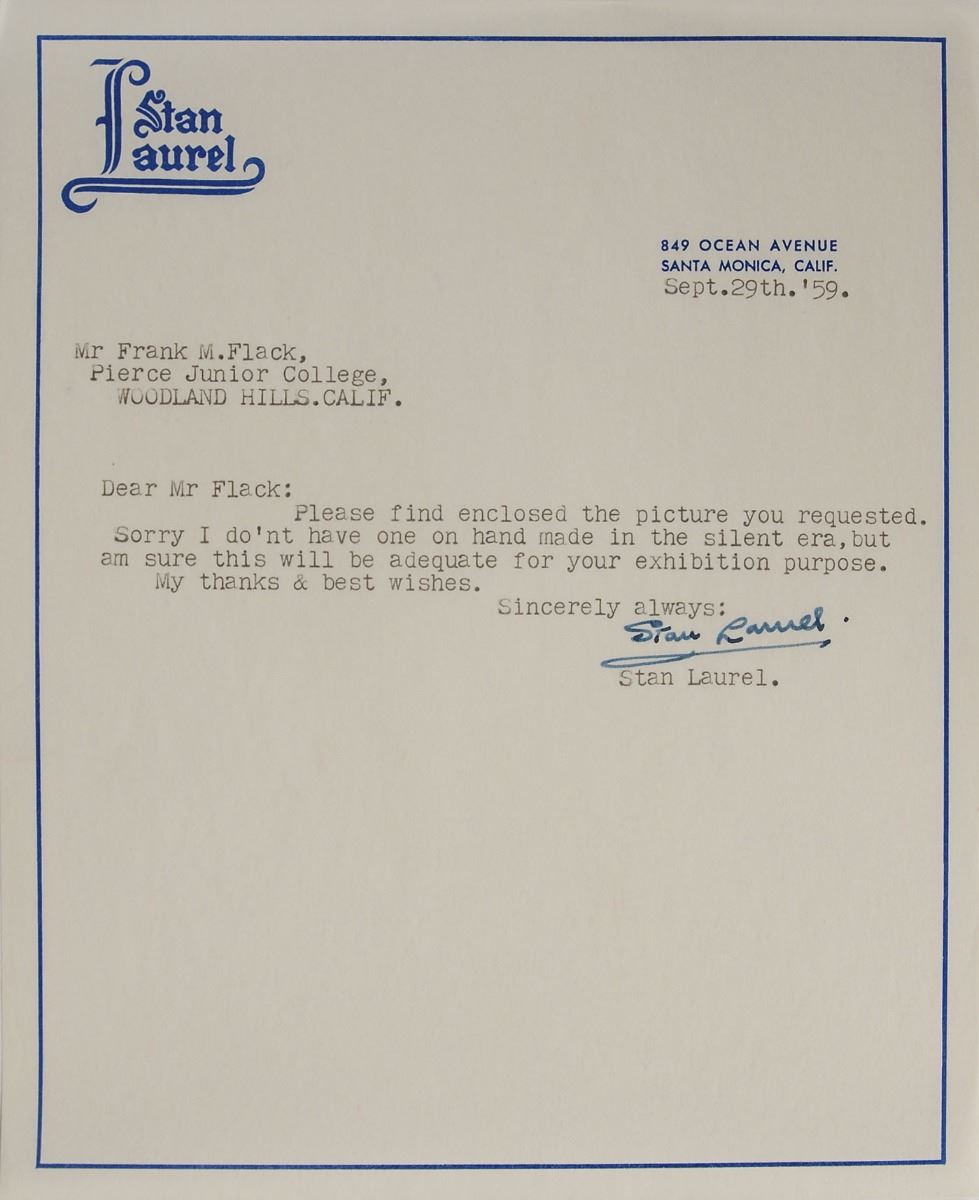 Stan
Laurel
849 OCEAN AVENUE
SANTA MONICA, CALIF.
Sept.29th.'59.
Mr Frank M.Flack,
Pierce Junior College,
WOODLAND HILLS.CALIF.
Dear Mr Flack:
Please find enclosed the picture you requested.
Sorry I do'nt have one on hand made in the silent era,but
am sure this will be adequate for your exhibition purpose.
My thanks & best wishes.
Sincerely always:
Stan Laurel.
Stan Laurel.